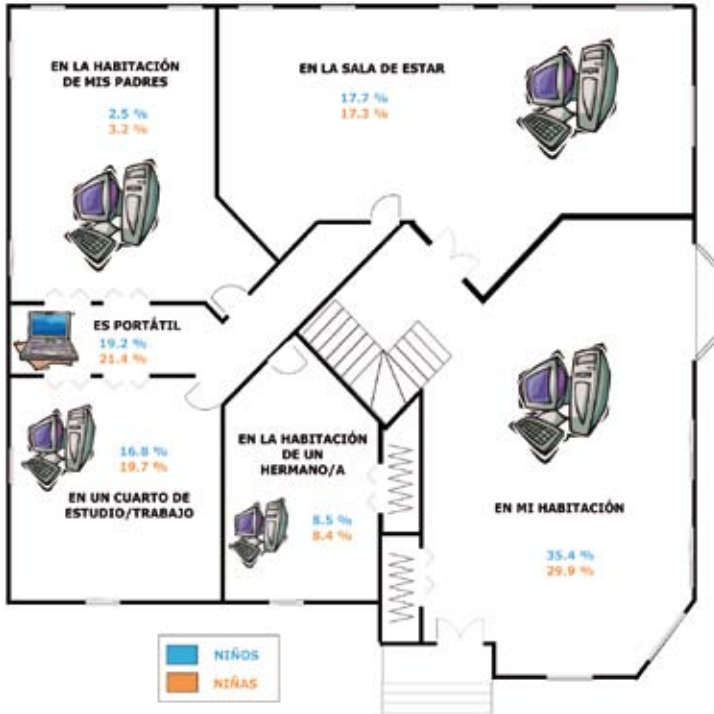 EN LA HABITACIÓN
DE MIS PADRES
2.5 %
3.2 %
EN LA SALA DE ESTAR
17.7 %
17.3 %
ES PORTÁTIL
19.2 %
21.4 %
16.8 %
19.7 %
EN UN CUARTO DE
ESTUDIO/TRABAJO
EN LA HABITACIÓN
DE UN
HERMANO/A
8.5 %
8.4 %
EN MI HABITACIÓN
35.4 %
29.9 %
NIÑOS
NIÑAS